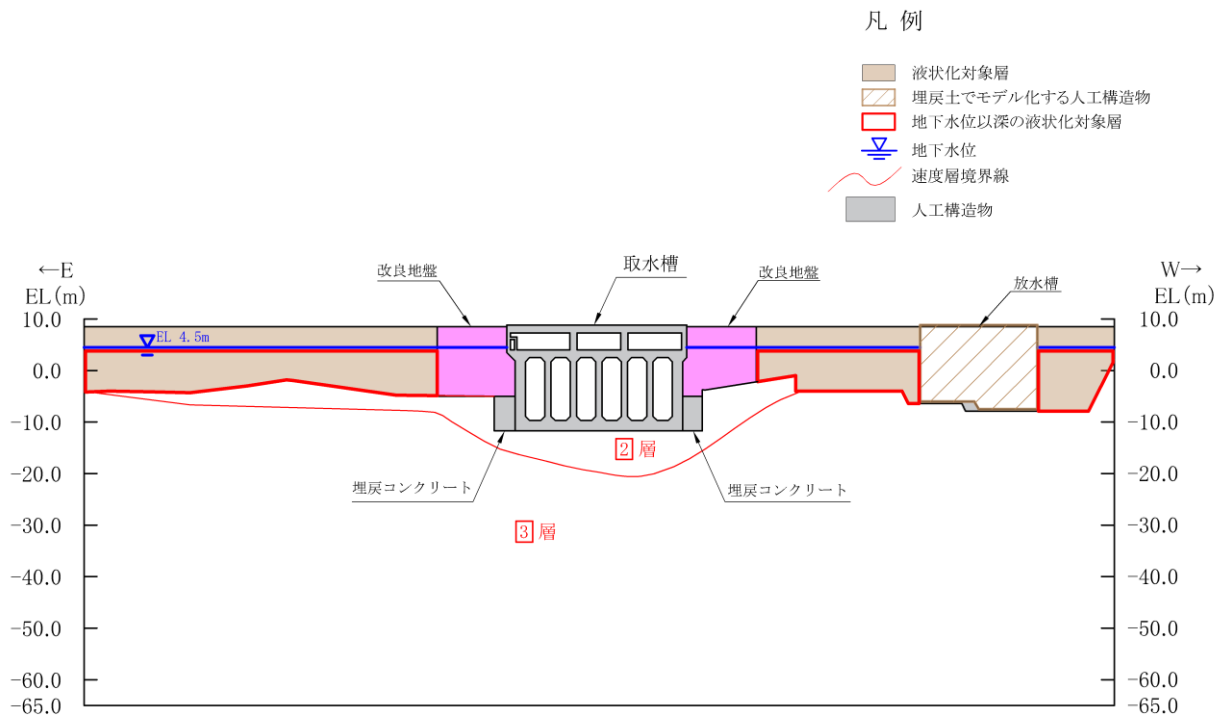 凡 例
液状化対象層
埋戻土でモデル化する人工構造物
地下水位以深の液状化対象層
地下水位
速度層境界線
人工構造物
←E
EL(m)
改良地盤
取水槽
改良地盤
放水槽
W→
EL(m)
EL 4.5m
10.0
0.0
-10.0
-20.0
-30.0
-40.0
-50.0
-60.0
-65.0
2 層
埋戻コンクリート
埋戻コンクリート
3 層
10.0
0.0
-10.0
-20.0
-30.0
-40.0
-50.0
-60.0
-65.0